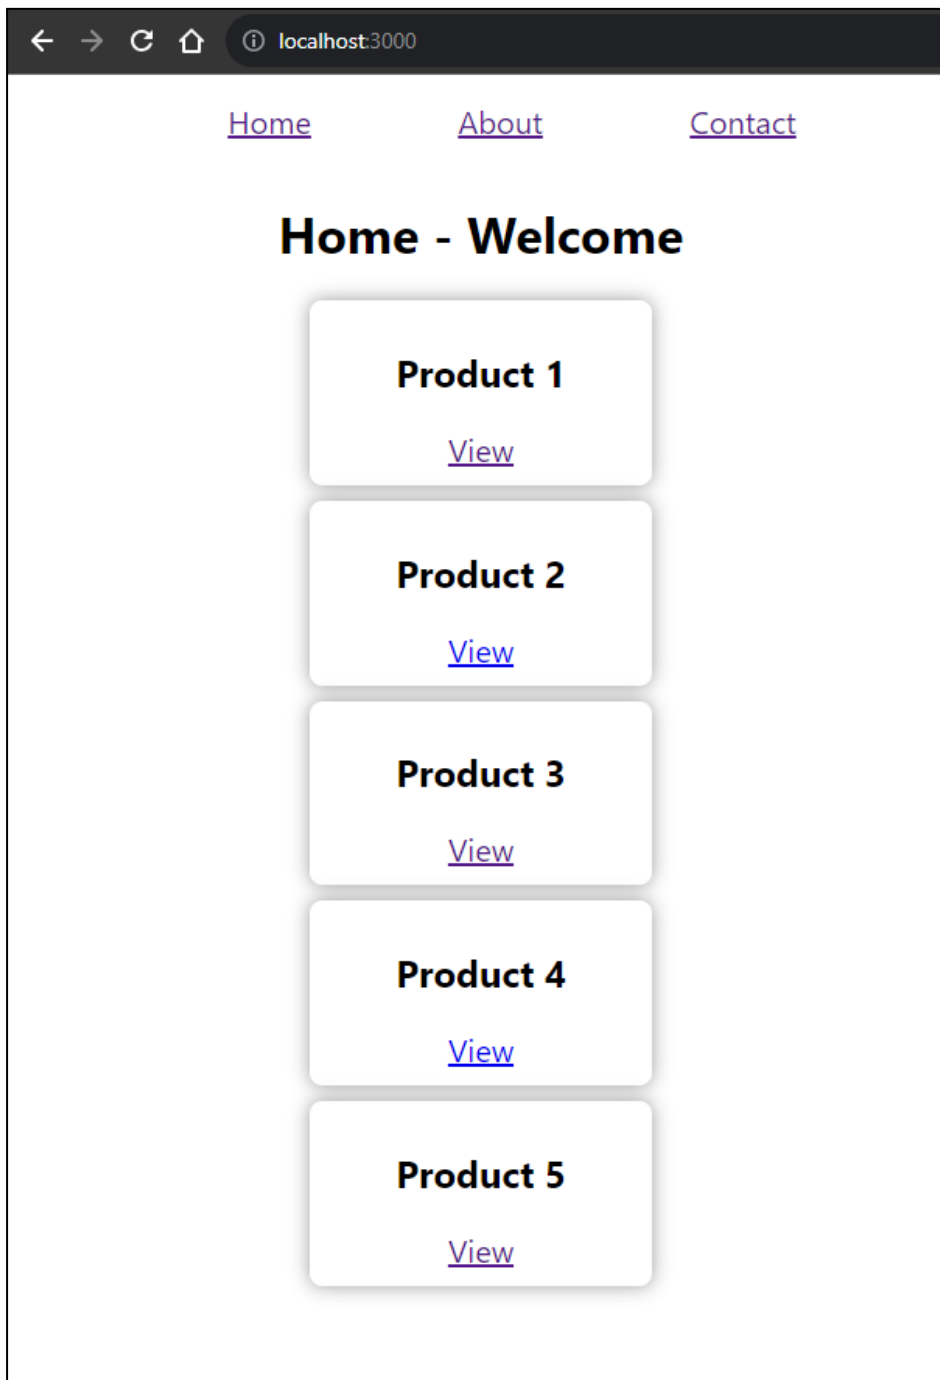 localhost:3000
Home About Contact
Home - Welcome
Product 1
View
Product 2
View
Product 3
View
Product 4
View
Product 5
View